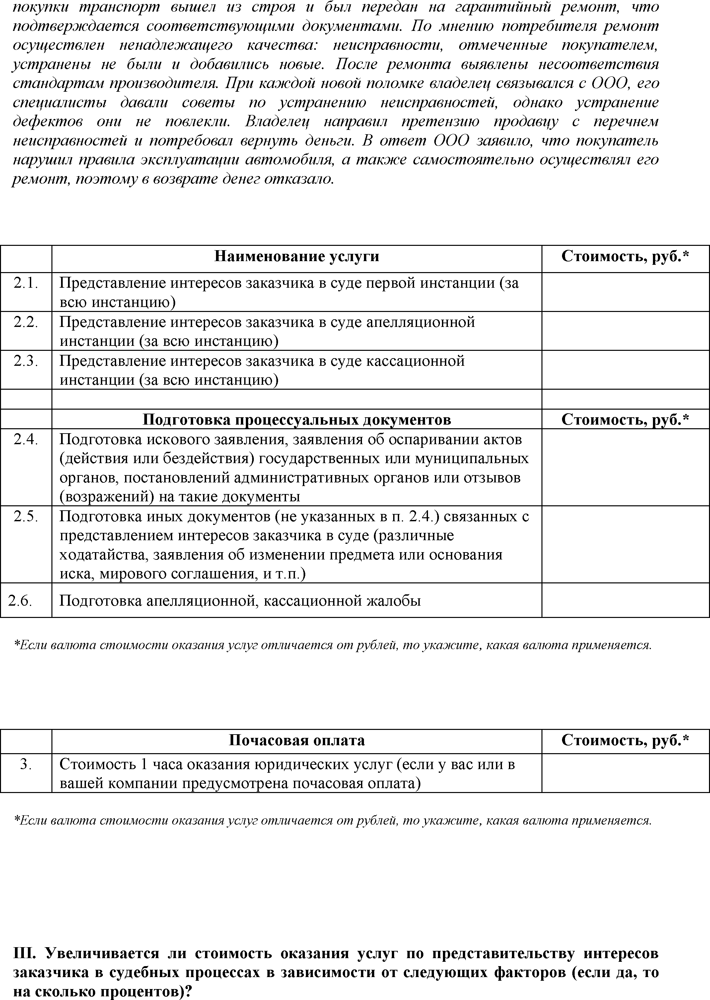 покупки транспорт вышел из строя и был передан на гарантийный ремонт, что
подтверждается соответствующими документами. По мнению потребителя ремонт
осуществлен ненадлежащего качества: неисправности, отмеченные покупателем,
устранены не были и добавились новые. После ремонта выявлены несоответствия
стандартам производителя. При каждой новой поломке владелец связывался с ООО, его
специалисты давали советы по устранению неисправностей, однако устранение
дефектов они не повлекли. Владелец направил претензию продавцу с перечнем
неисправностей и потребовал вернуть деньги. В ответ ООО заявило, что покупатель
нарушил правила эксплуатации автомобиля, а также самостоятельно осуществлял его
ремонт, поэтому в возврате денег отказало.
Наименование услуги Стоимость, руб.*
2.1. Представление интересов заказчика в суде первой инстанции (за
всю инстанцию)
2.2. Представление интересов заказчика в суде апелляционной
инстанции (за всю инстанцию)
2.3. Представление интересов заказчика в суде кассационной
инстанции (за всю инстанцию)
Подготовка процессуальных документов Стоимость, руб.*
2.4. Подготовка искового заявления, заявления об оспаривании актов
(действия или бездействия) государственных или муниципальных
органов, постановлений административных органов или отзывов
(возражений) на такие документы
2.5. Подготовка иных документов (не указанных в п. 2.4.) связанных с
представлением интересов заказчика в суде (различные
ходатайства, заявления об изменении предмета или основания
иска, мирового соглашения, и т.п.)
2.6. Подготовка апелляционной, кассационной жалобы
*Если валюта стоимости оказания услуг отличается от рублей, то укажите, какая валюта применяется.
Почасовая оплата Стоимость, руб.*
3. Стоимость 1 часа оказания юридических услуг (если у вас или в
вашей компании предусмотрена почасовая оплата)
*Если валюта стоимости оказания услуг отличается от рублей, то укажите, какая валюта применяется.
III. Увеличивается ли стоимость оказания услуг по представительству интересов
заказчика в судебных процессах в зависимости от следующих факторов (если да, то
на сколько процентов)?